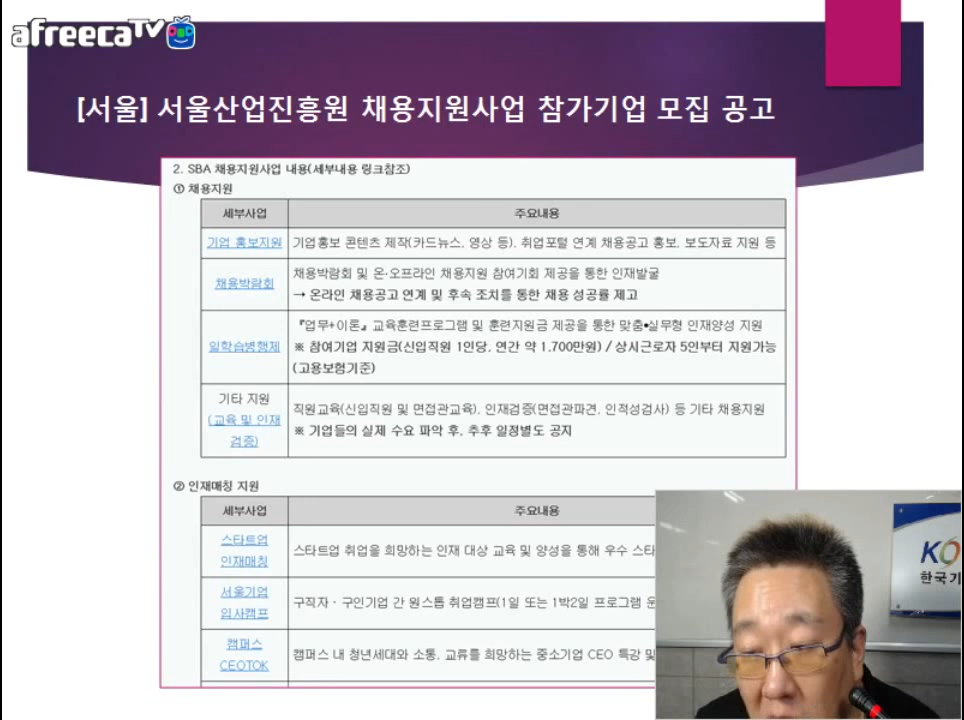 afreecaTV
[서울] 서울산업진흥원 채용지원사업 참가기업 모집 공고
2. SBA 채용지원사업 내용(세부내용 링크참조)
① 채용지원
세부사업 주요내용
기업 홍보지원 기업홍보 콘텐츠 제작(카드뉴스, 영상 등), 취업포털 연계 채용공고 홍보, 보도자료 지원 등
채용박람회 채용박람회 및 온·오프라인 채용지원 참여기회 제공을 통한 인재발굴
→ 온라인 채용공고 연계 및 후속 조치를 통한 채용 성공률 제고
일학습병행제 『업무+이론』교육훈련프로그램 및 훈련지원금 제공을 통한 맞춤•실무형 인재양성 지원
※ 참여기업 지원금(신입직원 1인당, 연간 약 1,700만원) / 상시근로자 5인부터 지원가능
(고용보험기준)
기타 지원
(교육 및 인재
검증)
직원교육(신입직원 및 면접관교육), 인재검증(면접관파견, 인적성검사) 등 기타 채용지원
※ 기업들의 실제 수요 파악 후, 추후 일정별도 공지
② 인재매칭 지원
세부사업 주요내용
스타트업
인재매칭
스타트업 취업을 희망하는 인재 대상 교육 및 양성을 통해 우수 스타
서울기업
입사캠프
구직자 · 구인기업 간 원스톱 취업캠프(1일 또는 1박2일 프로그램 운
캠퍼스
CEOTOK
캠퍼스 내 청년세대와 소통, 교류를 희망하는 중소기업 CEO 특강 및
KO
한국기